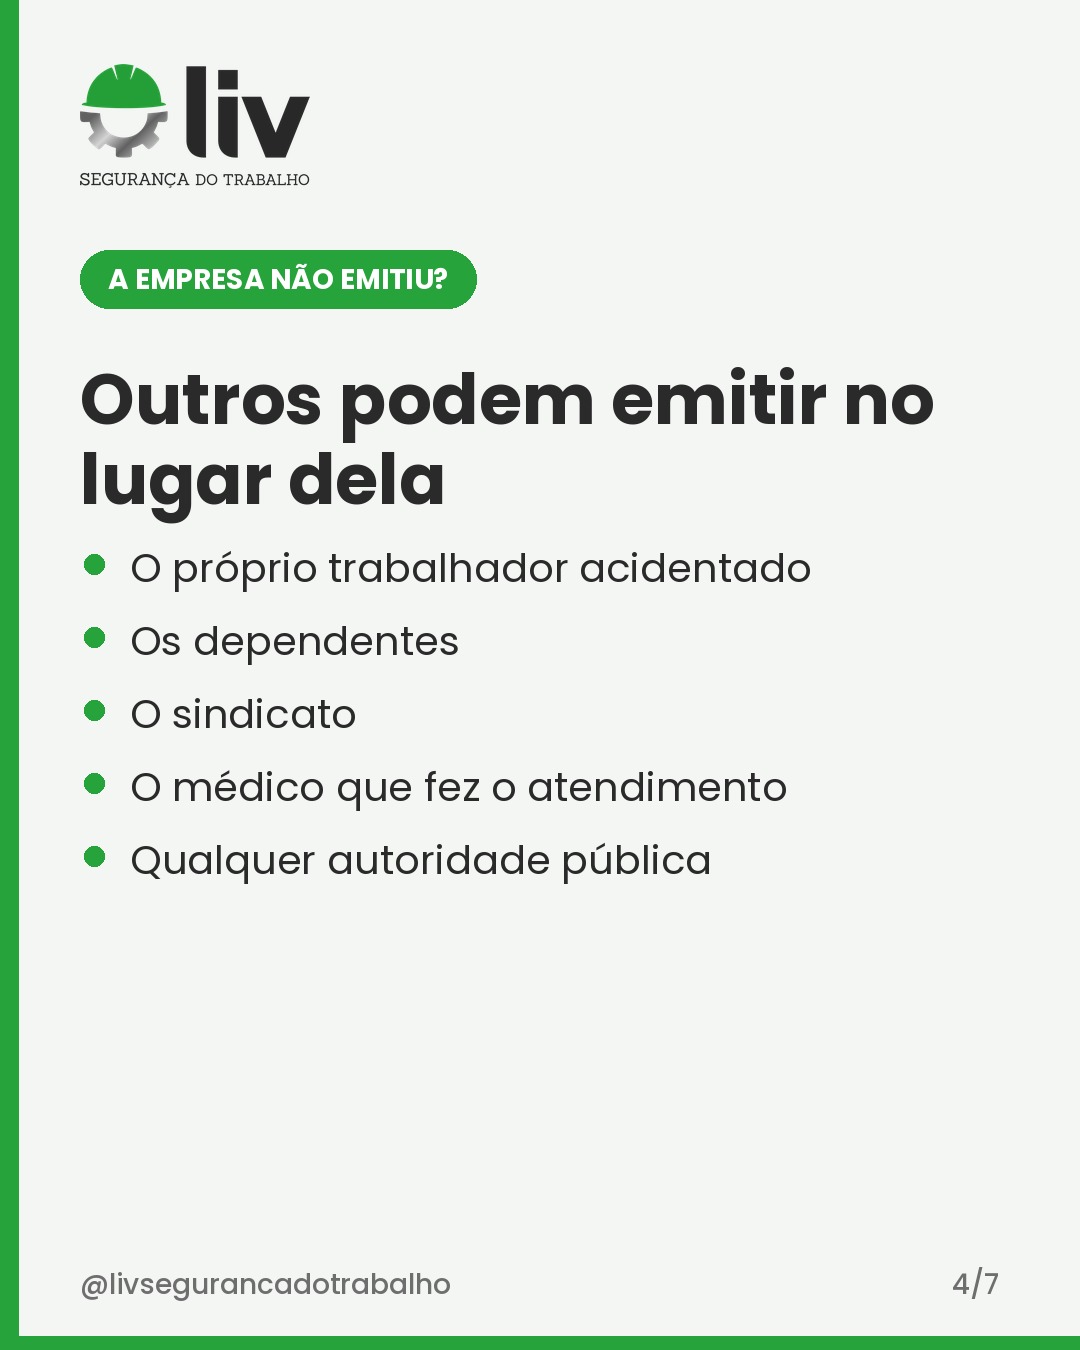 liv
SEGURANÇA DO TRABALHO
A EMPRESA NÃO EMITIU?
Outros podem emitir no
lugar dela
O próprio trabalhador acidentado
Os dependentes
O sindicato
O médico que fez o atendimento
Qualquer autoridade pública
@livsegurancadotrabalho
4/7